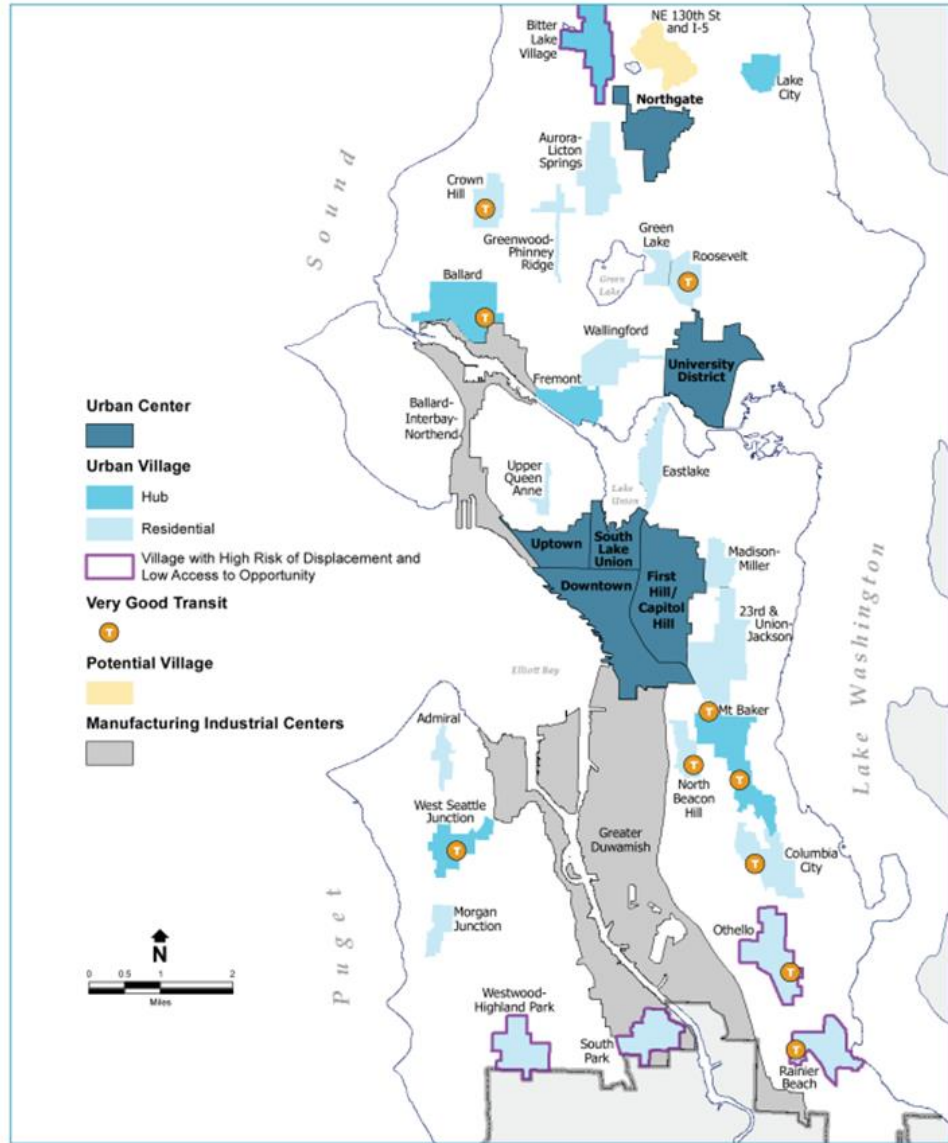 NE 130th St
and I-5
Bitter
Lake
Village
Lake
City
Northgate
Aurora-
Licton
Springs
Crown
Hill
T
Greenwood-
Phinney
Ridge
Green
Lake
Roosevelt
T
Green
Lake
Sound
Ballard
T
Wallingford
University
District
Fremont
Ballard-
Interbay-
Northend
Urban Center
Urban Village
Hub
Residential
Village with High Risk of Displacement and
Low Access to Opportunity
Very Good Transit
T
Potential Village
Manufacturing Industrial Centers
Upper
Queen
Anne
Lake
Union
Eastlake
Uptown
South
Lake
Union
Downtown
First
Hill/
Capitol
Hill
Madison-
Miller
23rd &
Union-
Jackson
Lake Washington
Elliott Bay
T
Mt Baker
T
North
Beacon
Hill
T
Admiral
West Seattle
Junction
T
Greater
Duwamish
T
Columbia
City
Morgan
Junction
Puget
Othello
T
N
0 0.5 1 2
Miles
Westwood-
Highland Park
South
Park
T
Rainier
Beach